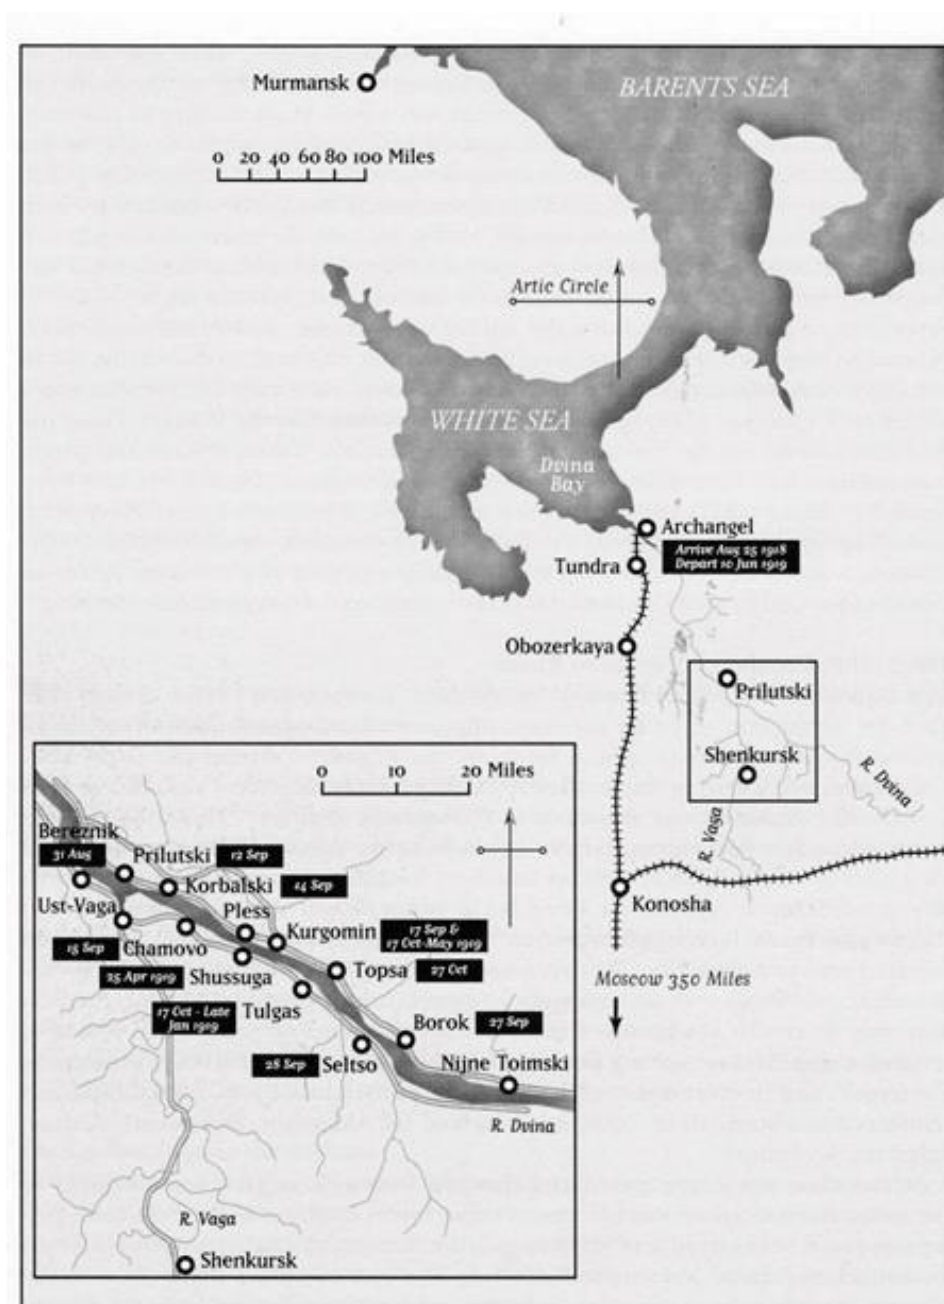 BARENTS SEA
Murmansk
0 20 40 60 80 100 Miles
Artic Circle
WHITE SEA
Dvina
Bay
Archangel
Arrive Aug 25 1918
Depart 10 Jun 1919
Tundra
Obozerkaya
Prilutski
Shenkursk
R. Dvina
R. Vaga
Konosha
Moscow 350 Miles
0 10 20 Miles
Bereznik
31 Aug
Prilutski
12 Sep
Korbalski
14 Sep
Ust-Vaga
Pless
Kurgomin
17 Sep &
17 Oct-May 1919
15 Sep
Chamovo
25 Apr 1919
Shussuga
Topsa
27 Oct
17 Oct - Late
Jan 1919
Tulgas
Borok
27 Sep
28 Sep
Seltso
Nijne Toimski
R. Dvina
R. Vaga
Shenkursk